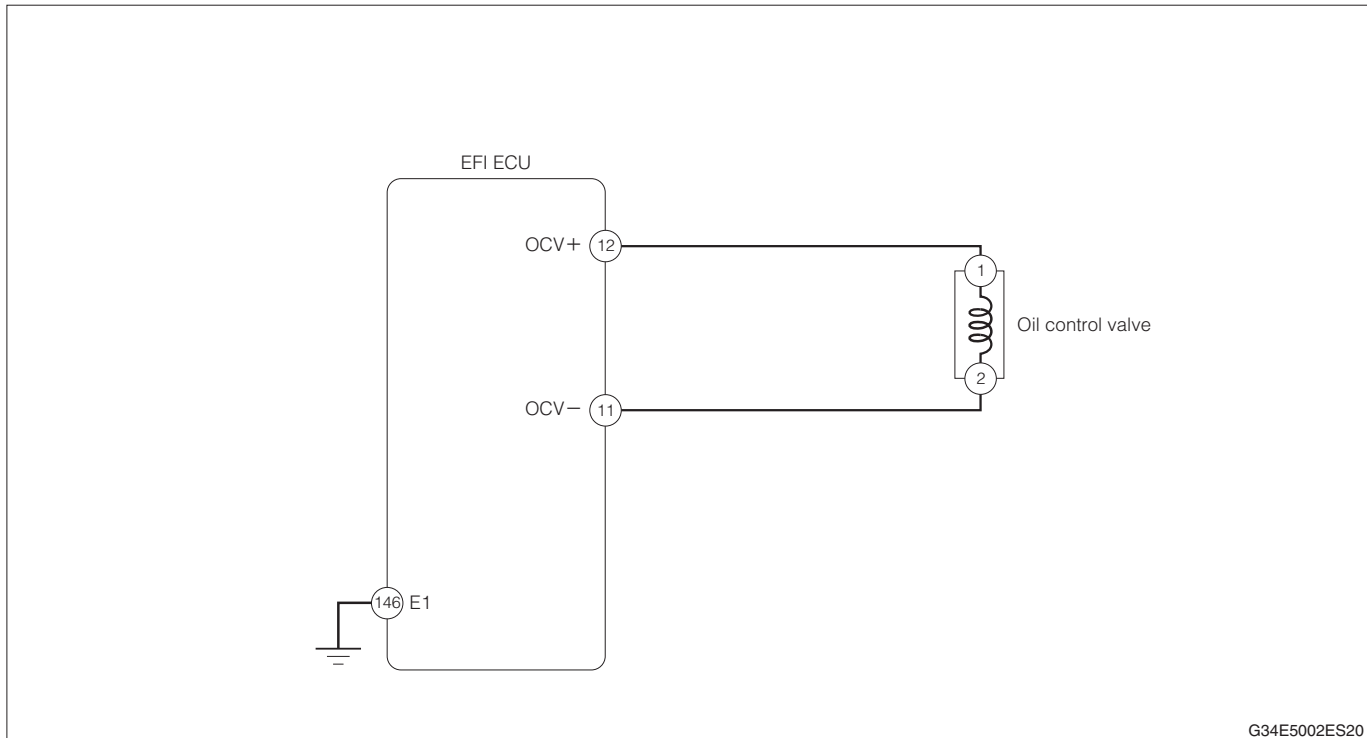 EFI ECU
OCV+ 12
1
Oil control valve
2
OCV− 11
146 E1
G34E5002ES20